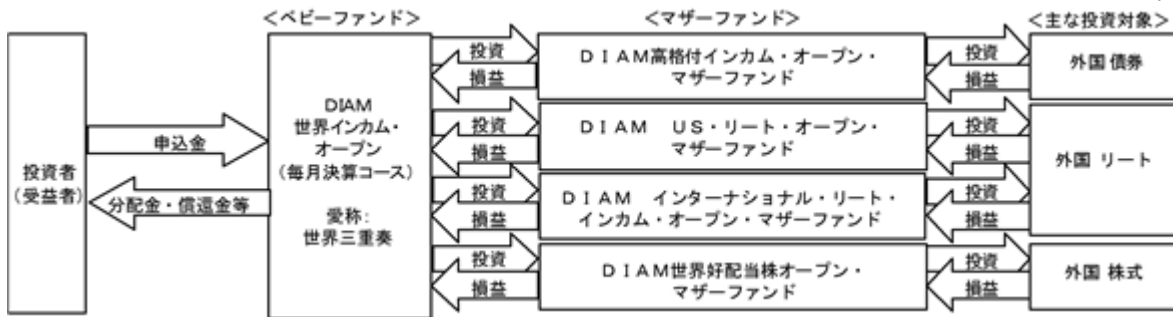 ＜ベビーファンド＞
＜マザーファンド＞
＜主な投資対象＞
投資者
（受益者）
申込金
分配金・償還金等
DIAM
世界インカム・
オープン
（毎月決算コース）
愛称：
世界三重奏
投資
損益
ＤＩＡＭ高格付インカム・オープン・
マザーファンド
投資
損益
外国 債券
投資
損益
ＤＩＡＭ　ＵＳ・リート・オープン・
マザーファンド
投資
損益
外国 リート
投資
損益
ＤＩＡＭ　インターナショナル・リート・
インカム・オープン・マザーファンド
投資
損益
投資
損益
ＤＩＡＭ世界好配当株オープン・
マザーファンド
投資
損益
外国 株式